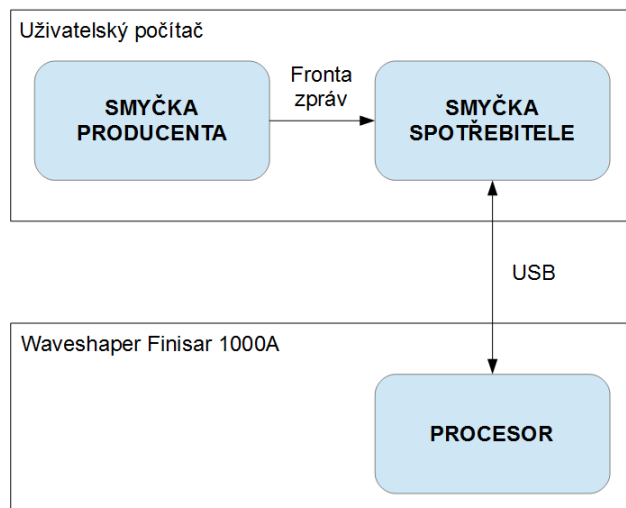 Uživatelský počítač
SMYČKA
PRODUCENTA
Fronta
zpráv
SMYČKA
SPOTŘEBITELE
USB
Waveshaper Finisar 1000A
PROCESOR